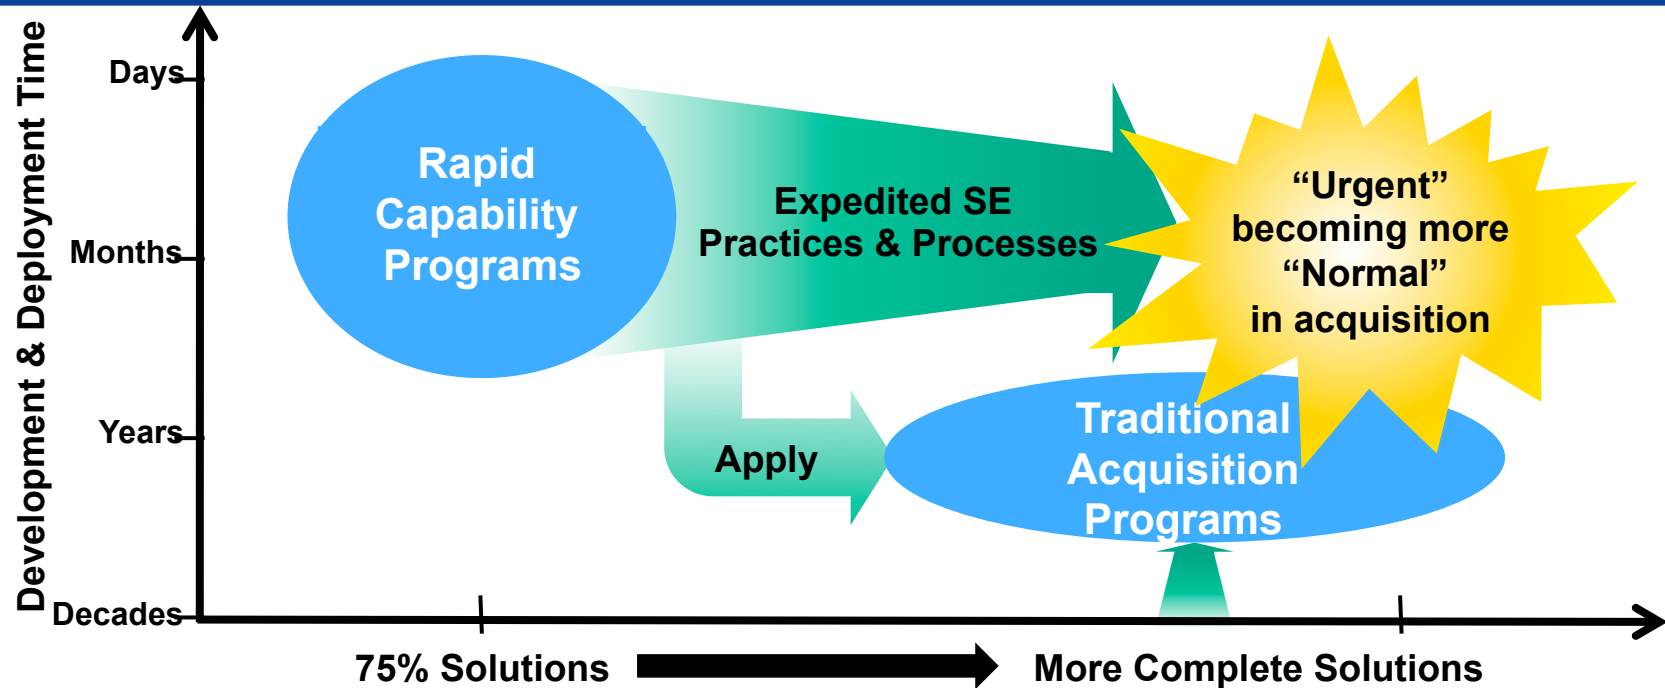 Development & Deployment Time
Days
Months
Years
Decades
Rapid
Capability
Programs
Expedited SE
Practices & Processes
“Urgent”
becoming more
“Normal”
in acquisition
Apply
Traditional
Acquisition
Programs
75% Solutions
More Complete Solutions